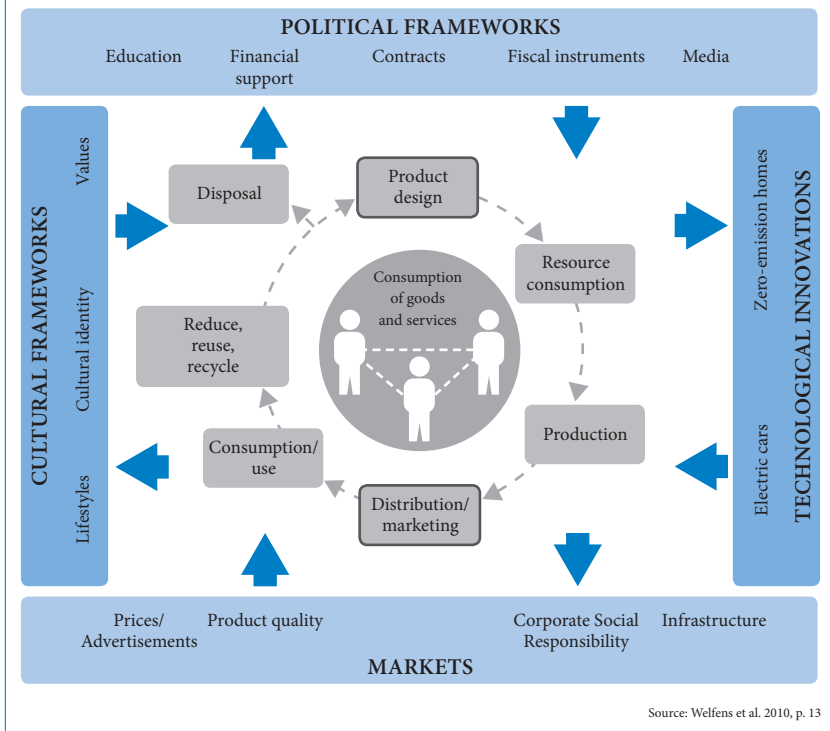 POLITICAL FRAMEWORKS
Education
Financial
support
Contracts
Fiscal instruments
Media
CULTURAL FRAMEWORKS
Values
Cultural identity
Lifestyles
Disposal
Product
design
Resource
consumption
Reduce,
reuse,
recycle
Consumption
of goods
and services
Production
Consumption/
use
Distribution/
marketing
Zero-emission homes
Electric cars
TECHNOLOGICAL INNOVATIONS
Prices/
Advertisements
Product quality
Corporate Social
Responsibility
Infrastructure
MARKETS
Source: Welfens et al. 2010, p. 13